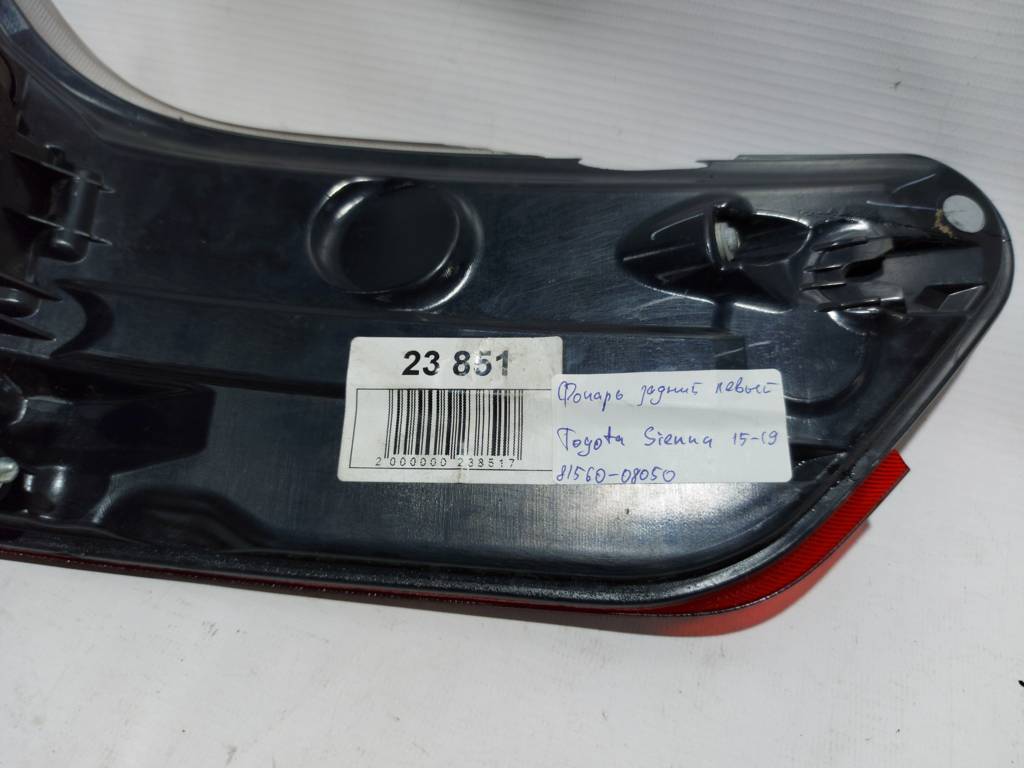 23 851
2 000000 238517
Фонарь задний левый
Toyota Sienna 15-19
81560-08050